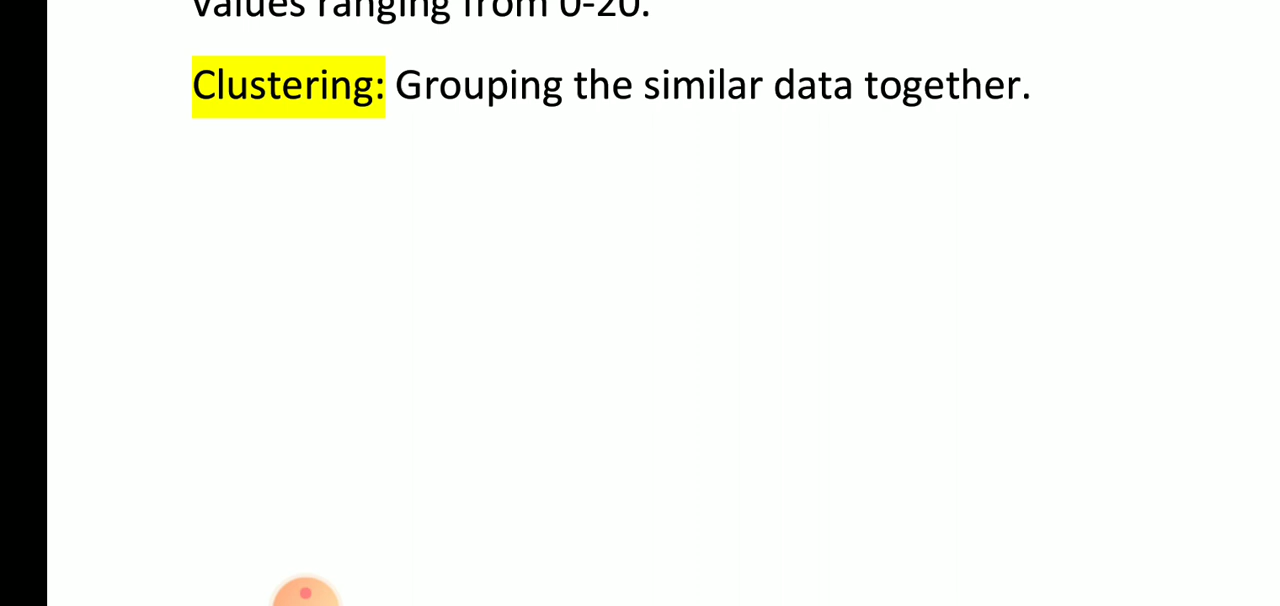 values ranging from 0-20.
Clustering: Grouping the similar data together.